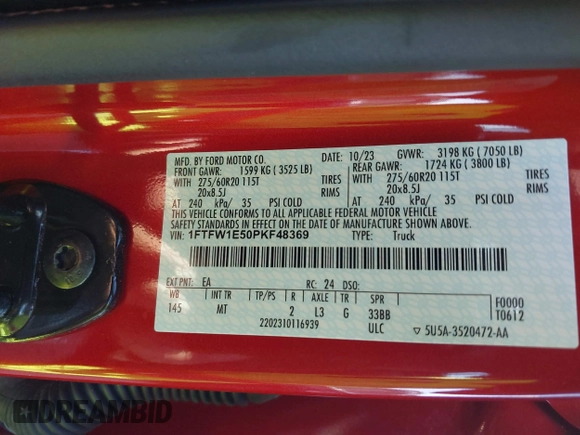 MFD. BY FORD MOTOR CO.
DATE: 10/23 GVWR: 3198 KG ( 7050 LB)
FRONT GAWR: 1599 KG ( 3525 LB)
REAR GAWR: 1724 KG ( 3800 LB)
WITH 275/60R20 115T TIRES
WITH 275/60R20 115T TIRES
20x8.5J RIMS
20x8.5J RIMS
AT 240 kPa/ 35 PSI COLD
AT 240 kPa/ 35 PSI COLD
THIS VEHICLE CONFORMS TO ALL APPLICABLE FEDERAL MOTOR VEHICLE
SAFETY STANDARDS IN EFFECT ON THE DATE OF MANUFACTURE SHOWN ABOVE.
VIN: 1FTFW1E50PKF48369 TYPE: Truck
EXT PNT: EA RC: 24 DSO:
WB INT TR TP/PS R AXLE TR SPR
145 MT 2 L3 G 33BB
F0000
T0612
2202310116939 ULC ▽ 5U5A-3520472-AA
DREAMBID